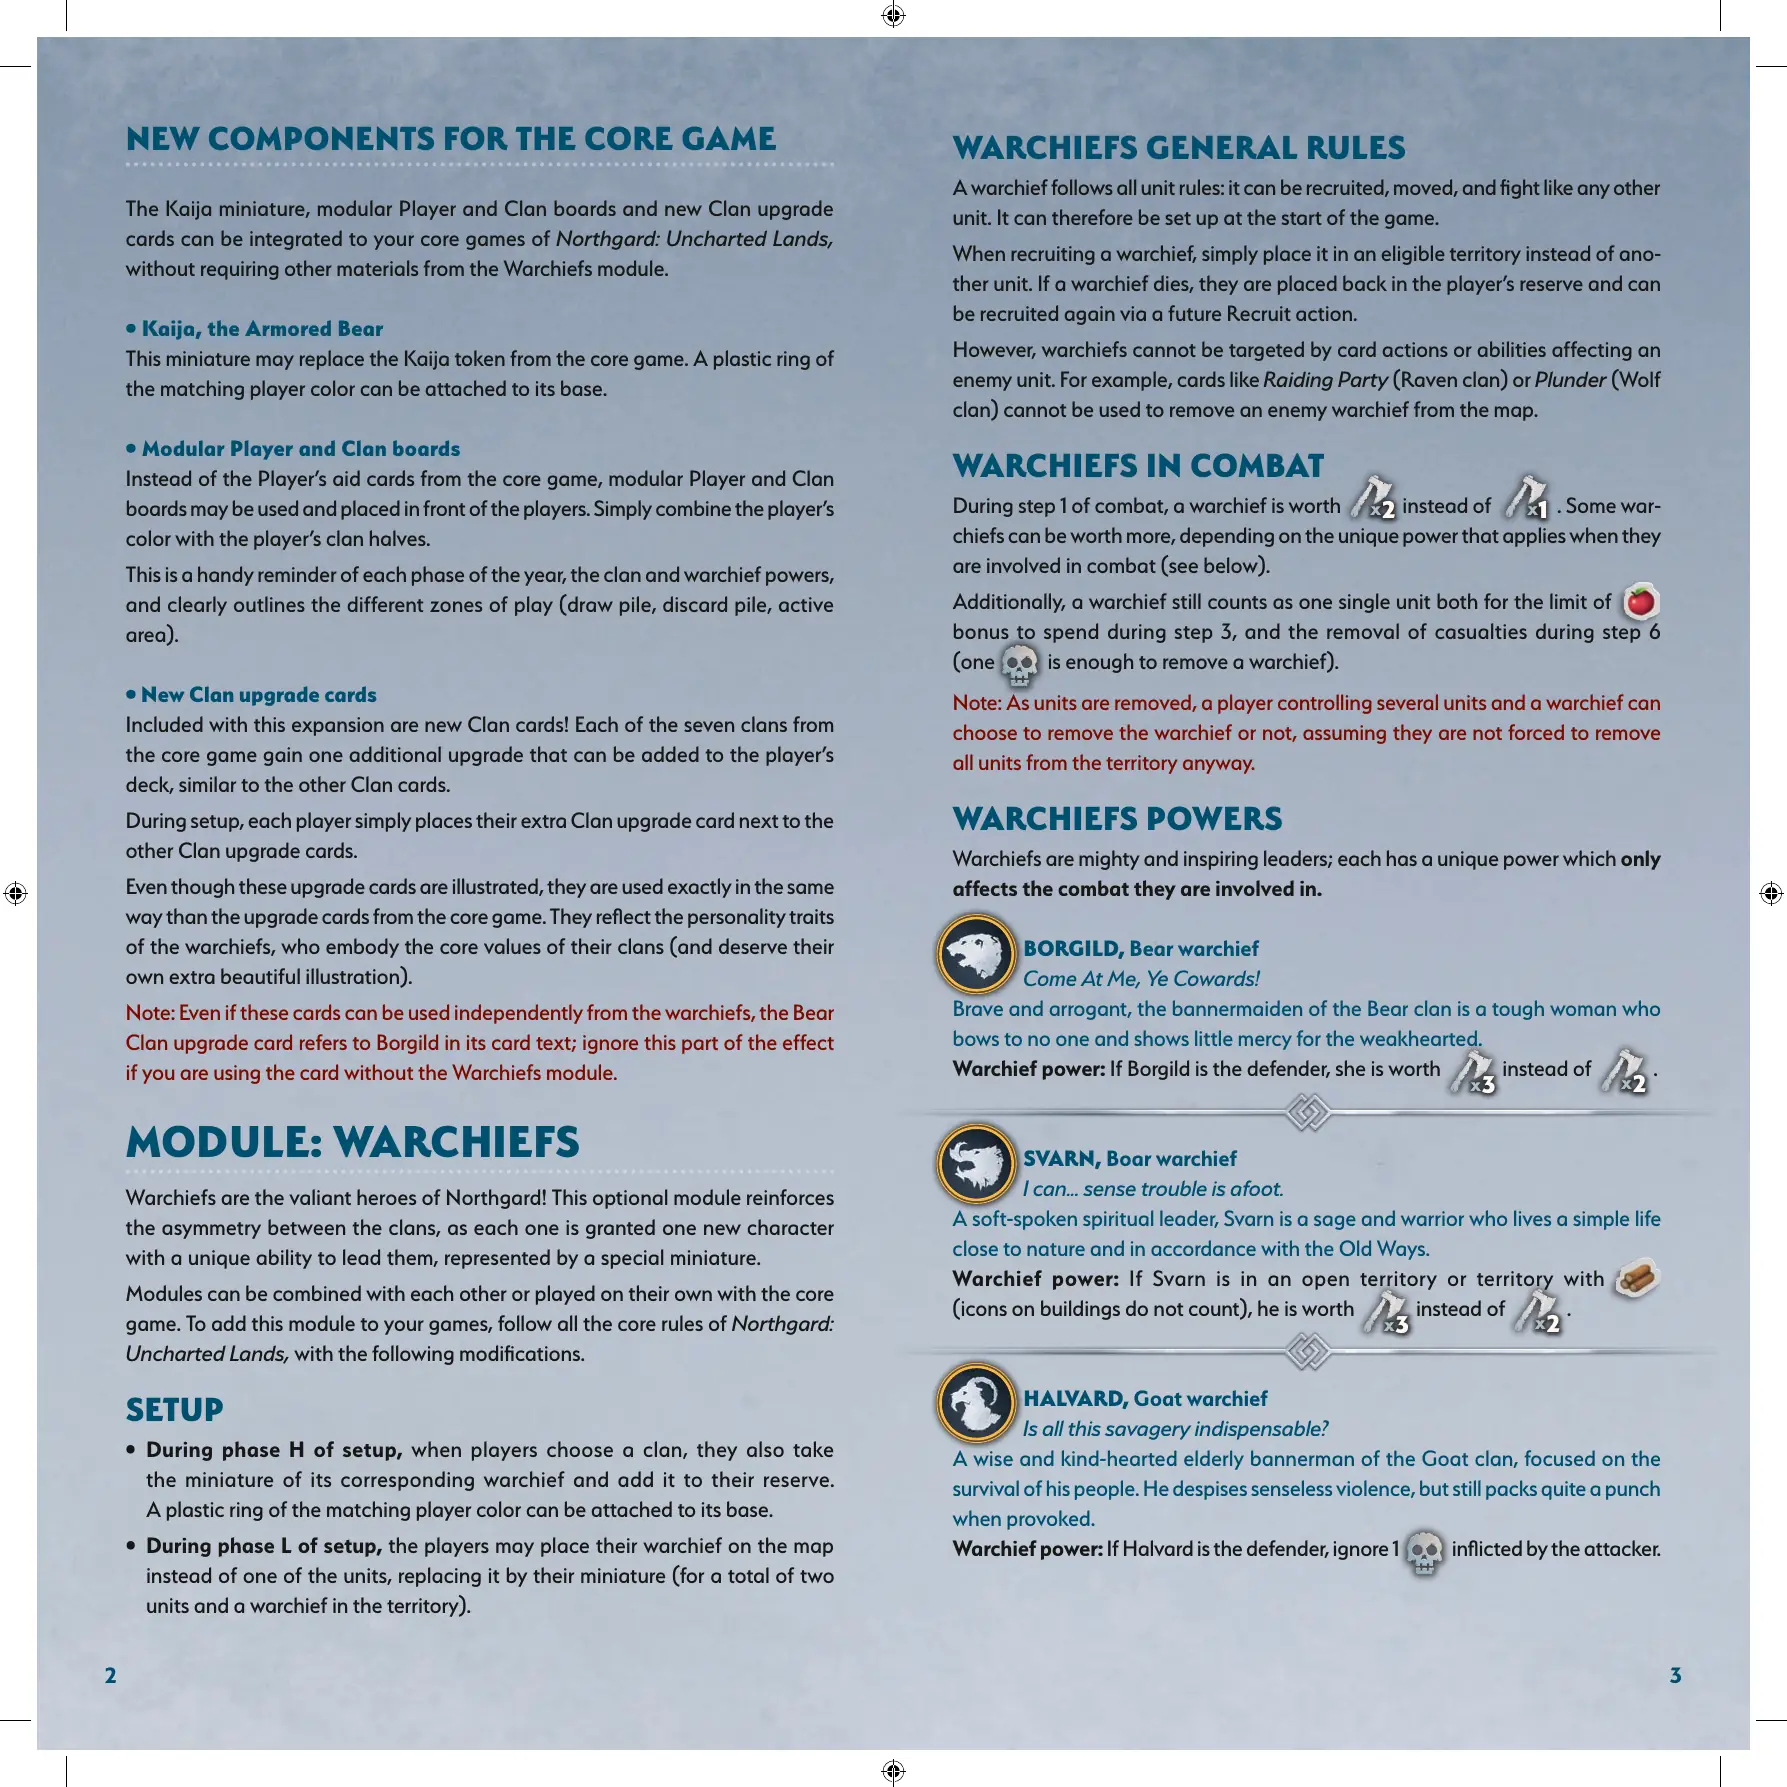 NEW COMPONENTS FOR THE CORE GAME
The Kaija miniature, modular Player and Clan boards and new Clan upgrade
cards can be integrated to your core games of Northgard: Uncharted Lands,
without requiring other materials from the Warchiefs module.
• Kaija, the Armored Bear
This miniature may replace the Kaija token from the core game. A plastic ring of
the matching player color can be attached to its base.
• Modular Player and Clan boards
Instead of the Player's aid cards from the core game, modular Player and Clan
boards may be used and placed in front of the players. Simply combine the player's
color with the player's clan halves.
This is a handy reminder of each phase of the year, the clan and warchief powers,
and clearly outlines the different zones of play (draw pile, discard pile, active
area).
• New Clan upgrade cards
Included with this expansion are new Clan cards! Each of the seven clans from
the core game gain one additional upgrade that can be added to the player's
deck, similar to the other Clan cards.
During setup, each player simply places their extra Clan upgrade card next to the
other Clan upgrade cards.
Even though these upgrade cards are illustrated, they are used exactly in the same
way than the upgrade cards from the core game. They reflect the personality traits
of the warchiefs, who embody the core values of their clans (and deserve their
own extra beautiful illustration).
Note: Even if these cards can be used independently from the warchiefs, the Bear
Clan upgrade card refers to Borgild in its card text; ignore this part of the effect
if you are using the card without the Warchiefs module.
MODULE: WARCHIEFS
Warchiefs are the valiant heroes of Northgard! This optional module reinforces
the asymmetry between the clans, as each one is granted one new character
with a unique ability to lead them, represented by a special miniature.
Modules can be combined with each other or played on their own with the core
game. To add this module to your games, follow all the core rules of Northgard:
Uncharted Lands, with the following modifications.
SETUP
• During phase H of setup, when players choose a clan, they also take
the miniature of its corresponding warchief and add it to their reserve.
A plastic ring of the matching player color can be attached to its base.
• During phase L of setup, the players may place their warchief on the map
instead of one of the units, replacing it by their miniature (for a total of two
units and a warchief in the territory).
2
WARCHIEFS GENERAL RULES
A warchief follows all unit rules: it can be recruited, moved, and fight like any other
unit. It can therefore be set up at the start of the game.
When recruiting a warchief, simply place it in an eligible territory instead of ano-
ther unit. If a warchief dies, they are placed back in the player's reserve and can
be recruited again via a future Recruit action.
However, warchiefs cannot be targeted by card actions or abilities affecting an
enemy unit. For example, cards like Raiding Party (Raven clan) or Plunder (Wolf
clan) cannot be used to remove an enemy warchief from the map.
WARCHIEFS IN COMBAT
During step 1 of combat, a warchief is worth x2 instead of x1 . Some war-
chiefs can be worth more, depending on the unique power that applies when they
are involved in combat (see below).
Additionally, a warchief still counts as one single unit both for the limit of
bonus to spend during step 3, and the removal of casualties during step 6
(one is enough to remove a warchief).
Note: As units are removed, a player controlling several units and a warchief can
choose to remove the warchief or not, assuming they are not forced to remove
all units from the territory anyway.
WARCHIEFS POWERS
Warchiefs are mighty and inspiring leaders; each has a unique power which only
affects the combat they are involved in.
BORGILD, Bear warchief
Come At Me, Ye Cowards!
Brave and arrogant, the bannermaiden of the Bear clan is a tough woman who
bows to no one and shows little mercy for the weakhearted.
Warchief power: If Borgild is the defender, she is worth x3 instead of x2 .
SVARN, Boar warchief
I can... sense trouble is afoot.
A soft-spoken spiritual leader, Svarn is a sage and warrior who lives a simple life
close to nature and in accordance with the Old Ways.
Warchief power: If Svarn is in an open territory or territory with
(icons on buildings do not count), he is worth x3 instead of x2 .
HALVARD, Goat warchief
Is all this savagery indispensable?
A wise and kind-hearted elderly bannerman of the Goat clan, focused on the
survival of his people. He despises senseless violence, but still packs quite a punch
when provoked.
Warchief power: If Halvard is the defender, ignore 1 inflicted by the attacker.
3